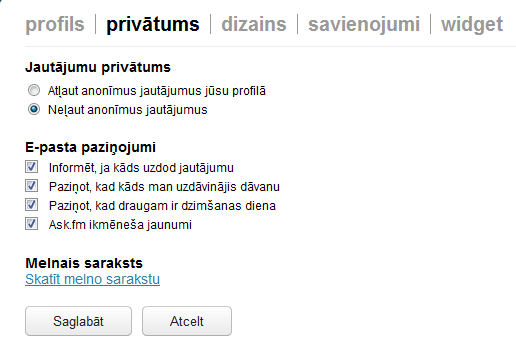 profils | privātums | dizains | savienojumi | widget
Jautājumu privātums
Atļaut anonīmus jautājumus jūsu profilā
Neļaut anonīmus jautājumus
E-pasta paziņojumi
Informēt, ja kāds uzdod jautājumu
Paziņot, kad kāds man uzdāvinājis dāvanu
Paziņot, kad draugam ir dzimšanas diena
Ask.fm ikmēneša jaunumi
Melnais saraksts
Skatīt melno sarakstu
Saglabāt Atcelt